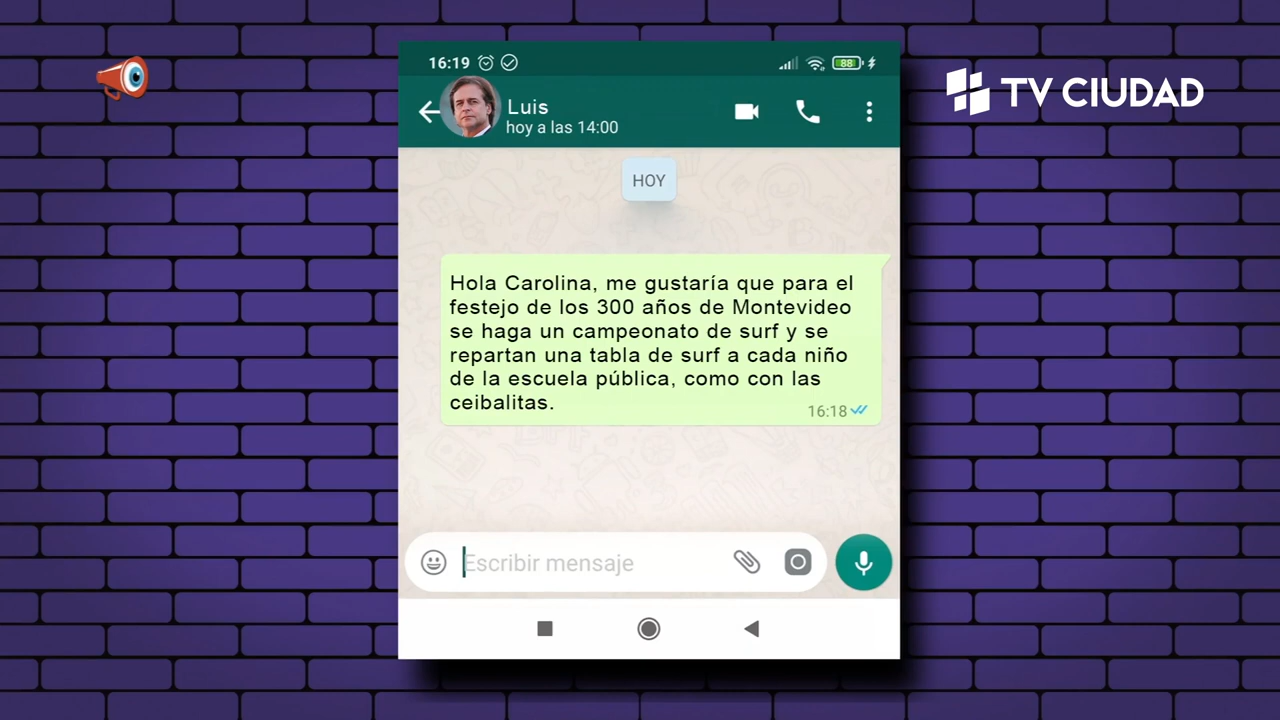 16:19
88
TV CIUDAD
Luis
hoy a las 14:00
HOY
Hola Carolina, me gustaría que para el
festejo de los 300 años de Montevideo
se haga un campeonato de surf y se
repartan una tabla de surf a cada niño
de la escuela pública, como con las
ceibalitas.
16:18
Escribir mensaje